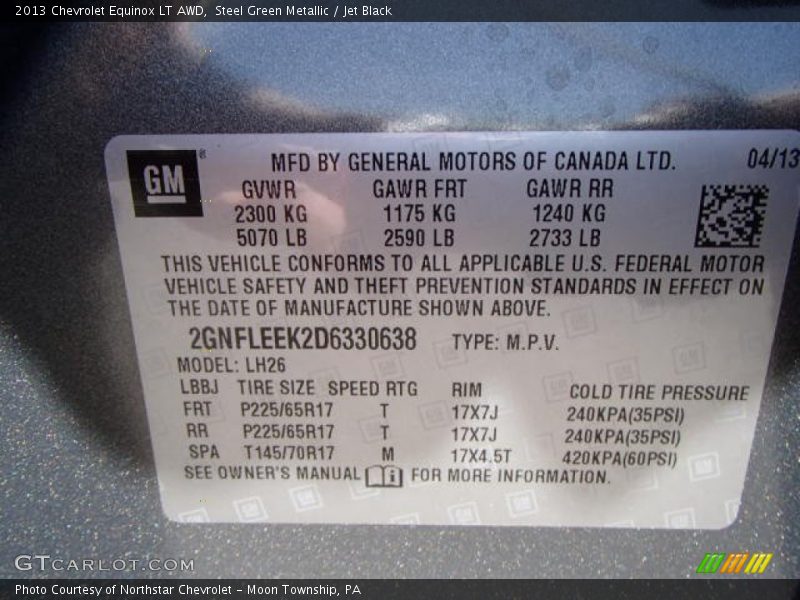 2013 Chevrolet Equinox LT AWD, Steel Green Metallic / Jet Black
GM®
MFD BY GENERAL MOTORS OF CANADA LTD. 04/13
GVWR GAWR FRT GAWR RR
2300 KG 1175 KG 1240 KG
5070 LB 2590 LB 2733 LB
THIS VEHICLE CONFORMS TO ALL APPLICABLE U.S. FEDERAL MOTOR
VEHICLE SAFETY AND THEFT PREVENTION STANDARDS IN EFFECT ON
THE DATE OF MANUFACTURE SHOWN ABOVE.
2GNFLEEK2D6330638 TYPE: M.P.V.
MODEL: LH26
LBBJ TIRE SIZE SPEED RTG RIM COLD TIRE PRESSURE
FRT P225/65R17 T 17X7J 240KPA(35PSI)
RR P225/65R17 T 17X7J 240KPA(35PSI)
SPA T145/70R17 M 17X4.5T 420KPA(60PSI)
SEE OWNER'S MANUAL i FOR MORE INFORMATION.
GTCARLOT.COM
Photo Courtesy of Northstar Chevrolet - Moon Township, PA